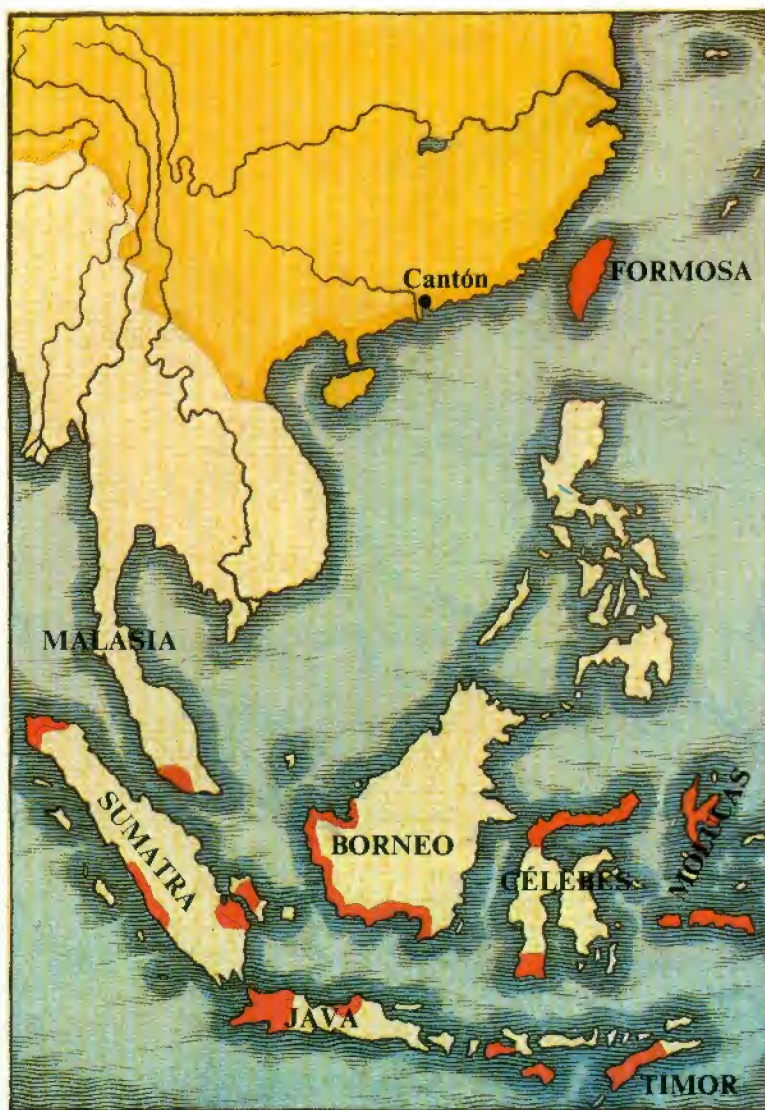 Cantón
FORMOSA
MALASIA
SUMATRA
BORNEO
CÉLEBES
MOLUCAS
JAVA
TIMOR